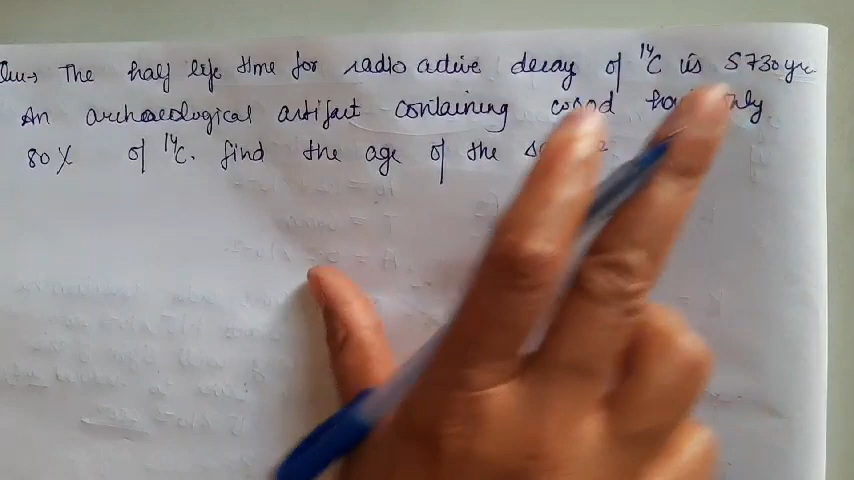 Qu→ The half life time for radio active decay of ¹⁴C is 5730 yr.
An archaeological artifact containing wood only
80% of ¹⁴C. find the age of the